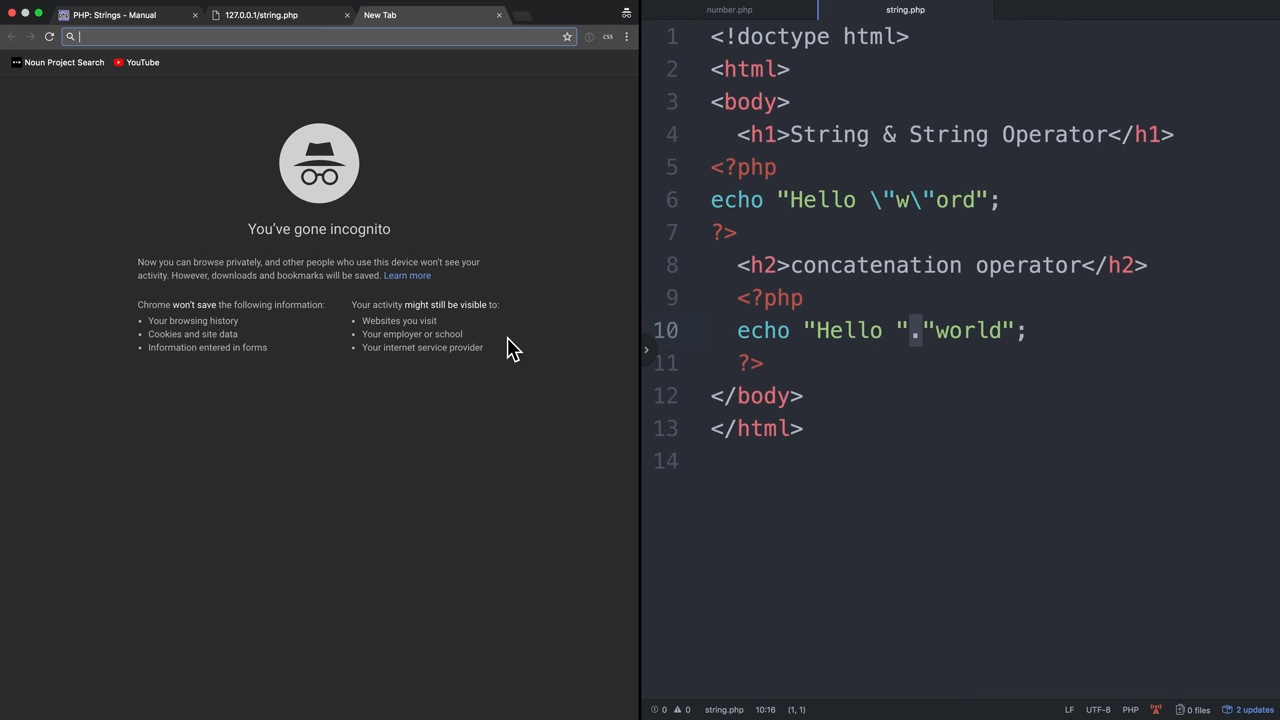 PHP: Strings - Manual
127.0.0.1/string.php
New Tab
css
Noun Project Search
YouTube
You've gone incognito
Now you can browse privately, and other people who use this device won't see your
activity. However, downloads and bookmarks will be saved. Learn more
Chrome won't save the following information:
• Your browsing history
• Cookies and site data
• Information entered in forms
Your activity might still be visible to:
• Websites you visit
• Your employer or school
• Your internet service provider
number.php
string.php
1 <!doctype html>
2 <html>
3 <body>
4 <h1>String & String Operator</h1>
5 <?php
6 echo "Hello \"w\"ord";
7 ?>
8 <h2>concatenation operator</h2>
9 <?php
10 echo "Hello "."world";
11 ?>
12 </body>
13 </html>
14
0 0 string.php 10:16 (1, 1)
LF UTF-8 PHP 0 files 2 updates